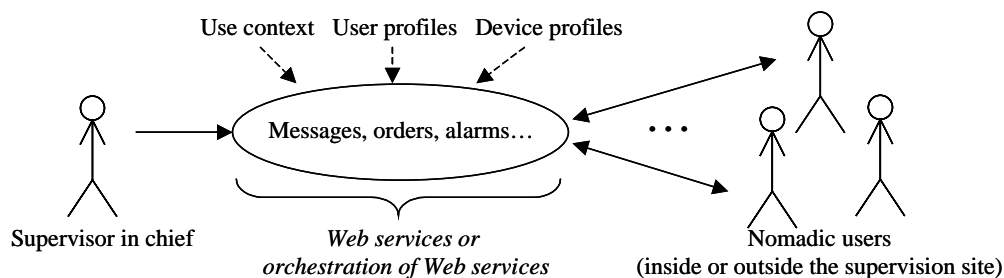 Use context
User profiles
Device profiles
Messages, orders, alarms…
Supervisor in chief
Web services or
orchestration of Web services
Nomadic users
(inside or outside the supervision site)